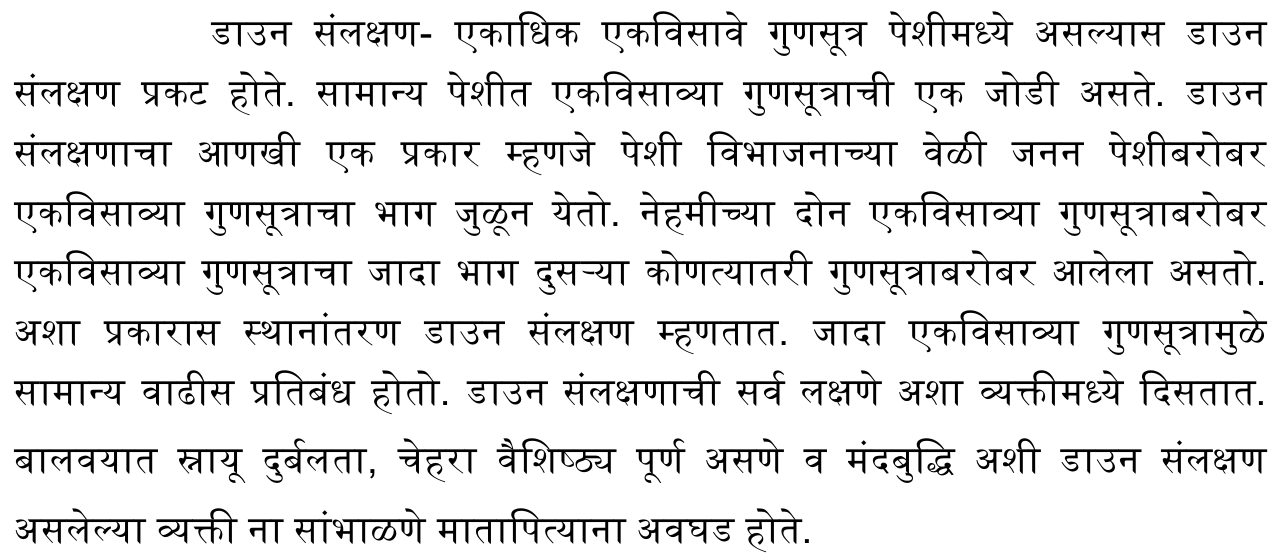 डाउन संलक्षण- एकाधिक एकविसावे गुणसूत्र पेशीमध्ये असल्यास डाउन
संलक्षण प्रकट होते. सामान्य पेशीत एकविसाव्या गुणसूत्राची एक जोडी असते. डाउन
संलक्षणाचा आणखी एक प्रकार म्हणजे पेशी विभाजनाच्या वेळी जनन पेशीबरोबर
एकविसाव्या गुणसूत्राचा भाग जुळून येतो. नेहमीच्या दोन एकविसाव्या गुणसूत्राबरोबर
एकविसाव्या गुणसूत्राचा जादा भाग दुसऱ्या कोणत्यातरी गुणसूत्राबरोबर आलेला असतो.
अशा प्रकारास स्थानांतरण डाउन संलक्षण म्हणतात. जादा एकविसाव्या गुणसूत्रामुळे
सामान्य वाढीस प्रतिबंध होतो. डाउन संलक्षणाची सर्व लक्षणे अशा व्यक्तीमध्ये दिसतात.
बालवयात स्नायू दुर्बलता, चेहरा वैशिष्ठ्य पूर्ण असणे व मंदबुद्धि अशी डाउन संलक्षण
असलेल्या व्यक्ती ना सांभाळणे मातापित्याना अवघड होते.